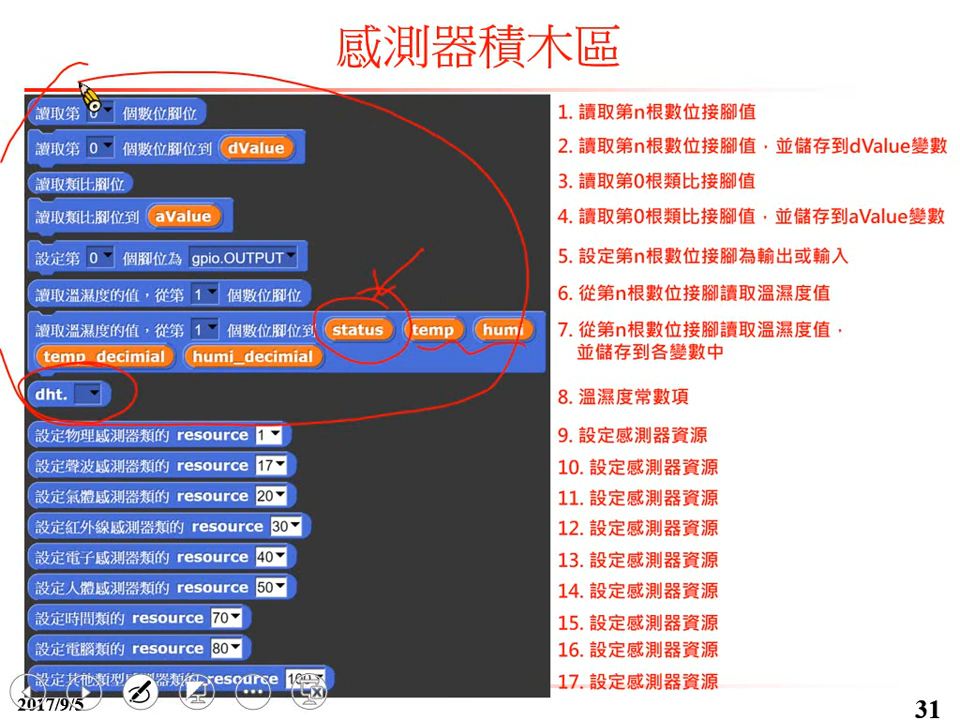 感測器積木區
讀取第 0 個數位腳位
讀取第 0 個數位腳位到 dValue
讀取類比腳位
讀取類比腳位到 aValue
設定第 0 個腳位為 gpio.OUTPUT
讀取溫濕度的值，從第 1 個數位腳位
讀取溫濕度的值，從第 1 個數位腳位到 status temp humi
temp_decimial humi_decimial
dht.
設定物理感測器類的 resource 1
設定聲波感測器類的 resource 17
設定氣體感測器類的 resource 20
設定紅外線感測器類的 resource 30
設定電子感測器類的 resource 40
設定人體感測器類的 resource 50
設定時間類的 resource 70
設定電腦類的 resource 80
設定其他類型感測器類的 resource 100
1. 讀取第n根數位接腳值
2. 讀取第n根數位接腳值，並儲存到dValue變數
3. 讀取第0根類比接腳值
4. 讀取第0根類比接腳值，並儲存到aValue變數
5. 設定第n根數位接腳為輸出或輸入
6. 從第n根數位接腳讀取溫濕度值
7. 從第n根數位接腳讀取溫濕度值，
並儲存到各變數中
8. 溫濕度常數項
9. 設定感測器資源
10. 設定感測器資源
11. 設定感測器資源
12. 設定感測器資源
13. 設定感測器資源
14. 設定感測器資源
15. 設定感測器資源
16. 設定感測器資源
17. 設定感測器資源
2017/9/5
31